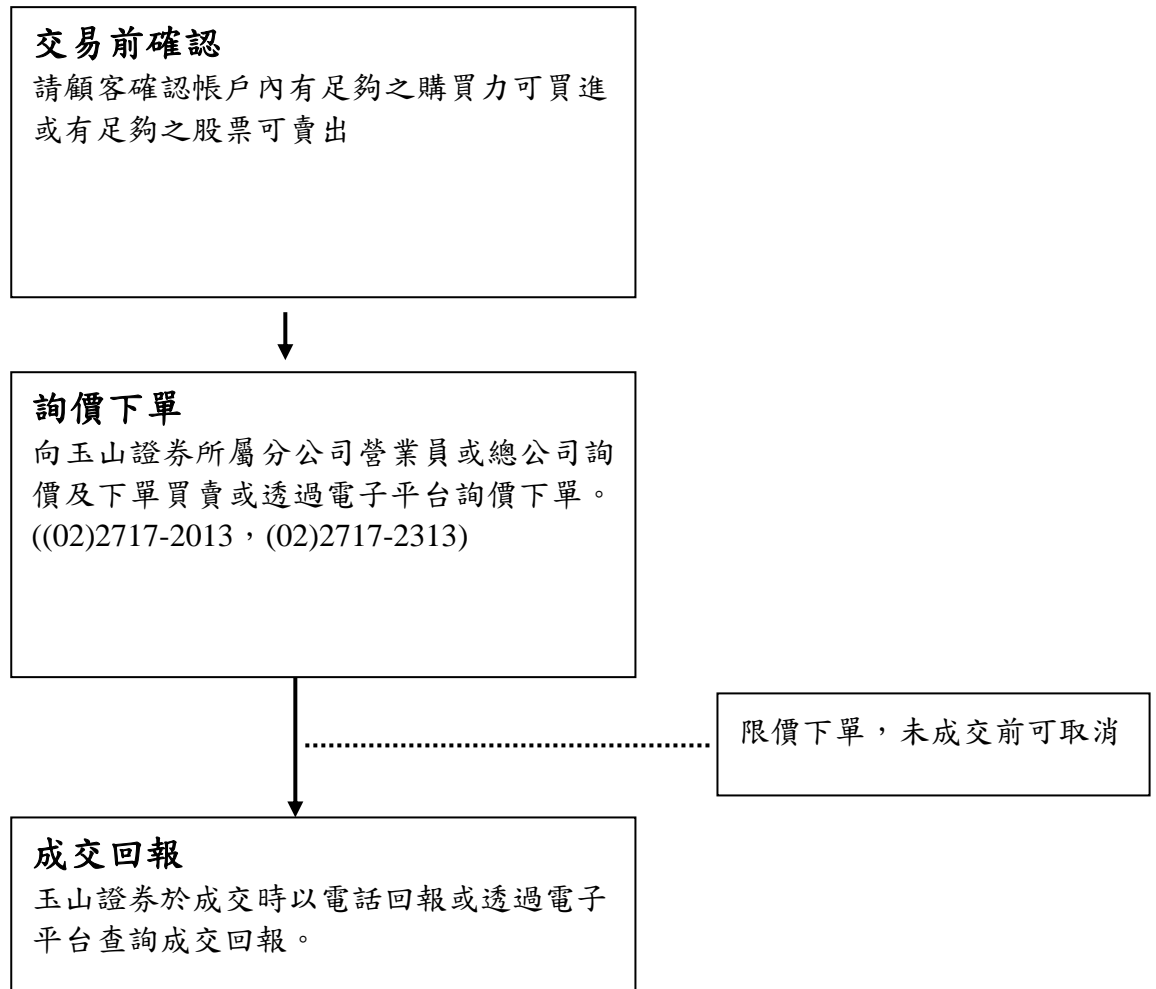 交易前確認
請顧客確認帳戶內有足夠之購買力可買進
或有足夠之股票可賣出
詢價下單
向玉山證券所屬分公司營業員或總公司詢
價及下單買賣或透過電子平台詢價下單。
((02)2717-2013，(02)2717-2313)
限價下單，未成交前可取消
成交回報
玉山證券於成交時以電話回報或透過電子
平台查詢成交回報。